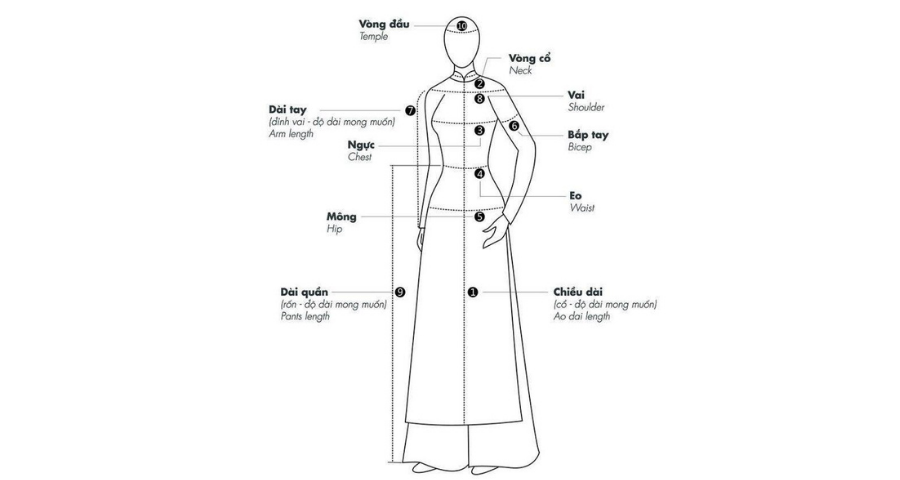 Vòng đầu
Temple
10
Vòng cổ
Neck
2
Vai
Shoulder
8
Dài tay
(đỉnh vai - độ dài mong muốn)
Arm length
7
Bắp tay
Bicep
6
Ngực
Chest
3
4
Eo
Waist
Mông
Hip
5
Dài quần
(rốn - độ dài mong muốn)
Pants length
9
1
Chiều dài
(cổ - độ dài mong muốn)
Ao dai length